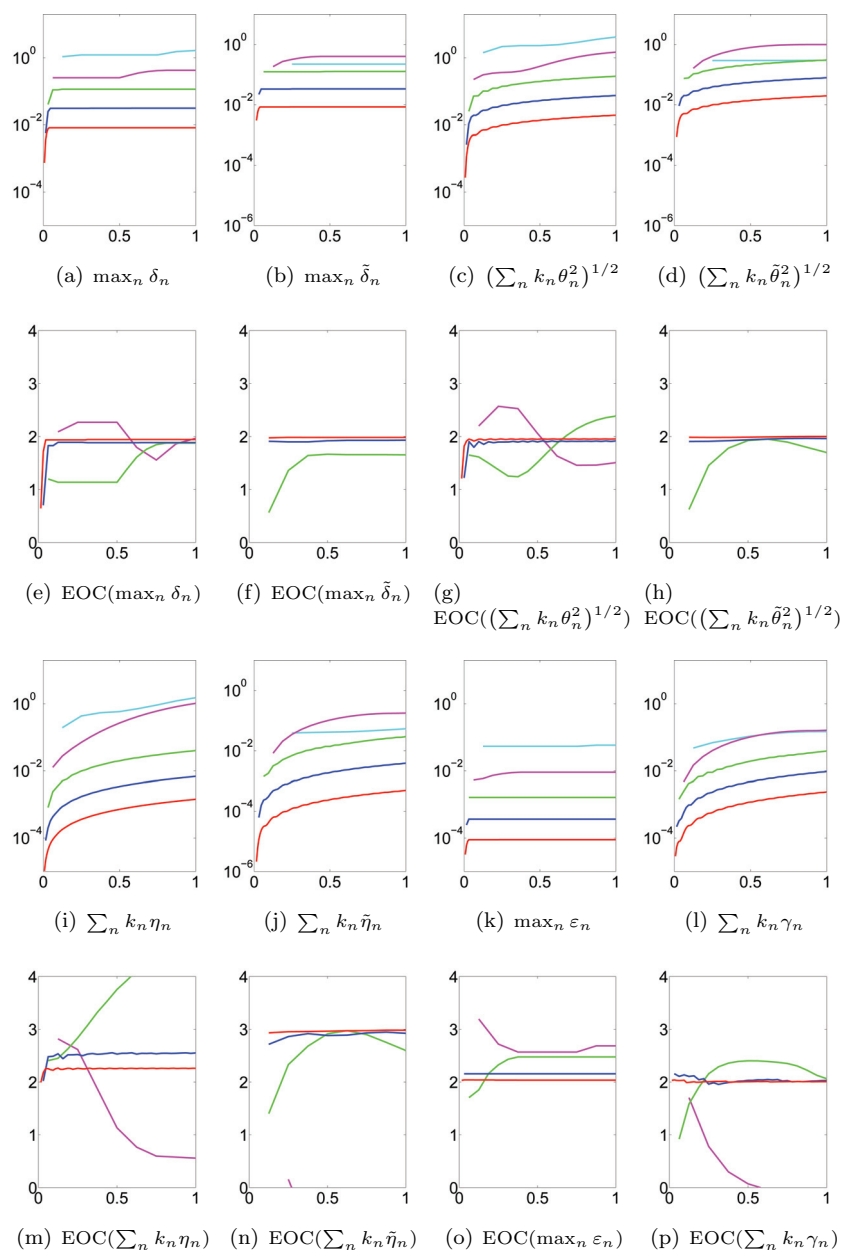 10^0 10^0 10^0 10^0
10^−2 10^−2 10^−2 10^−2
10^−4 10^−4 10^−4 10^−4
10^−6 10^−6
0 0.5 1 0 0.5 1 0 0.5 1 0 0.5 1
(a) max_n δ_n (b) max_n δ̃_n (c) (∑_n k_n θ_n^2)^{1/2} (d) (∑_n k_n θ̃_n^2)^{1/2}
4 4 4 4
3 3 3 3
2 2 2 2
1 1 1 1
0 0 0 0
0 0.5 1 0 0.5 1 0 0.5 1 0 0.5 1
(e) EOC(max_n δ_n) (f) EOC(max_n δ̃_n) (g) (h)
EOC((∑_n k_n θ_n^2)^{1/2}) EOC((∑_n k_n θ̃_n^2)^{1/2})
10^0 10^0 10^0 10^0
10^−2 10^−2 10^−2 10^−2
10^−4 10^−4 10^−4 10^−4
10^−6
0 0.5 1 0 0.5 1 0 0.5 1 0 0.5 1
(i) ∑_n k_n η_n (j) ∑_n k_n η̃_n (k) max_n ε_n (l) ∑_n k_n γ_n
4 4 4 4
3 3 3 3
2 2 2 2
1 1 1 1
0 0 0 0
0 0.5 1 0 0.5 1 0 0.5 1 0 0.5 1
(m) EOC(∑_n k_n η_n) (n) EOC(∑_n k_n η̃_n) (o) EOC(max_n ε_n) (p) EOC(∑_n k_n γ_n)